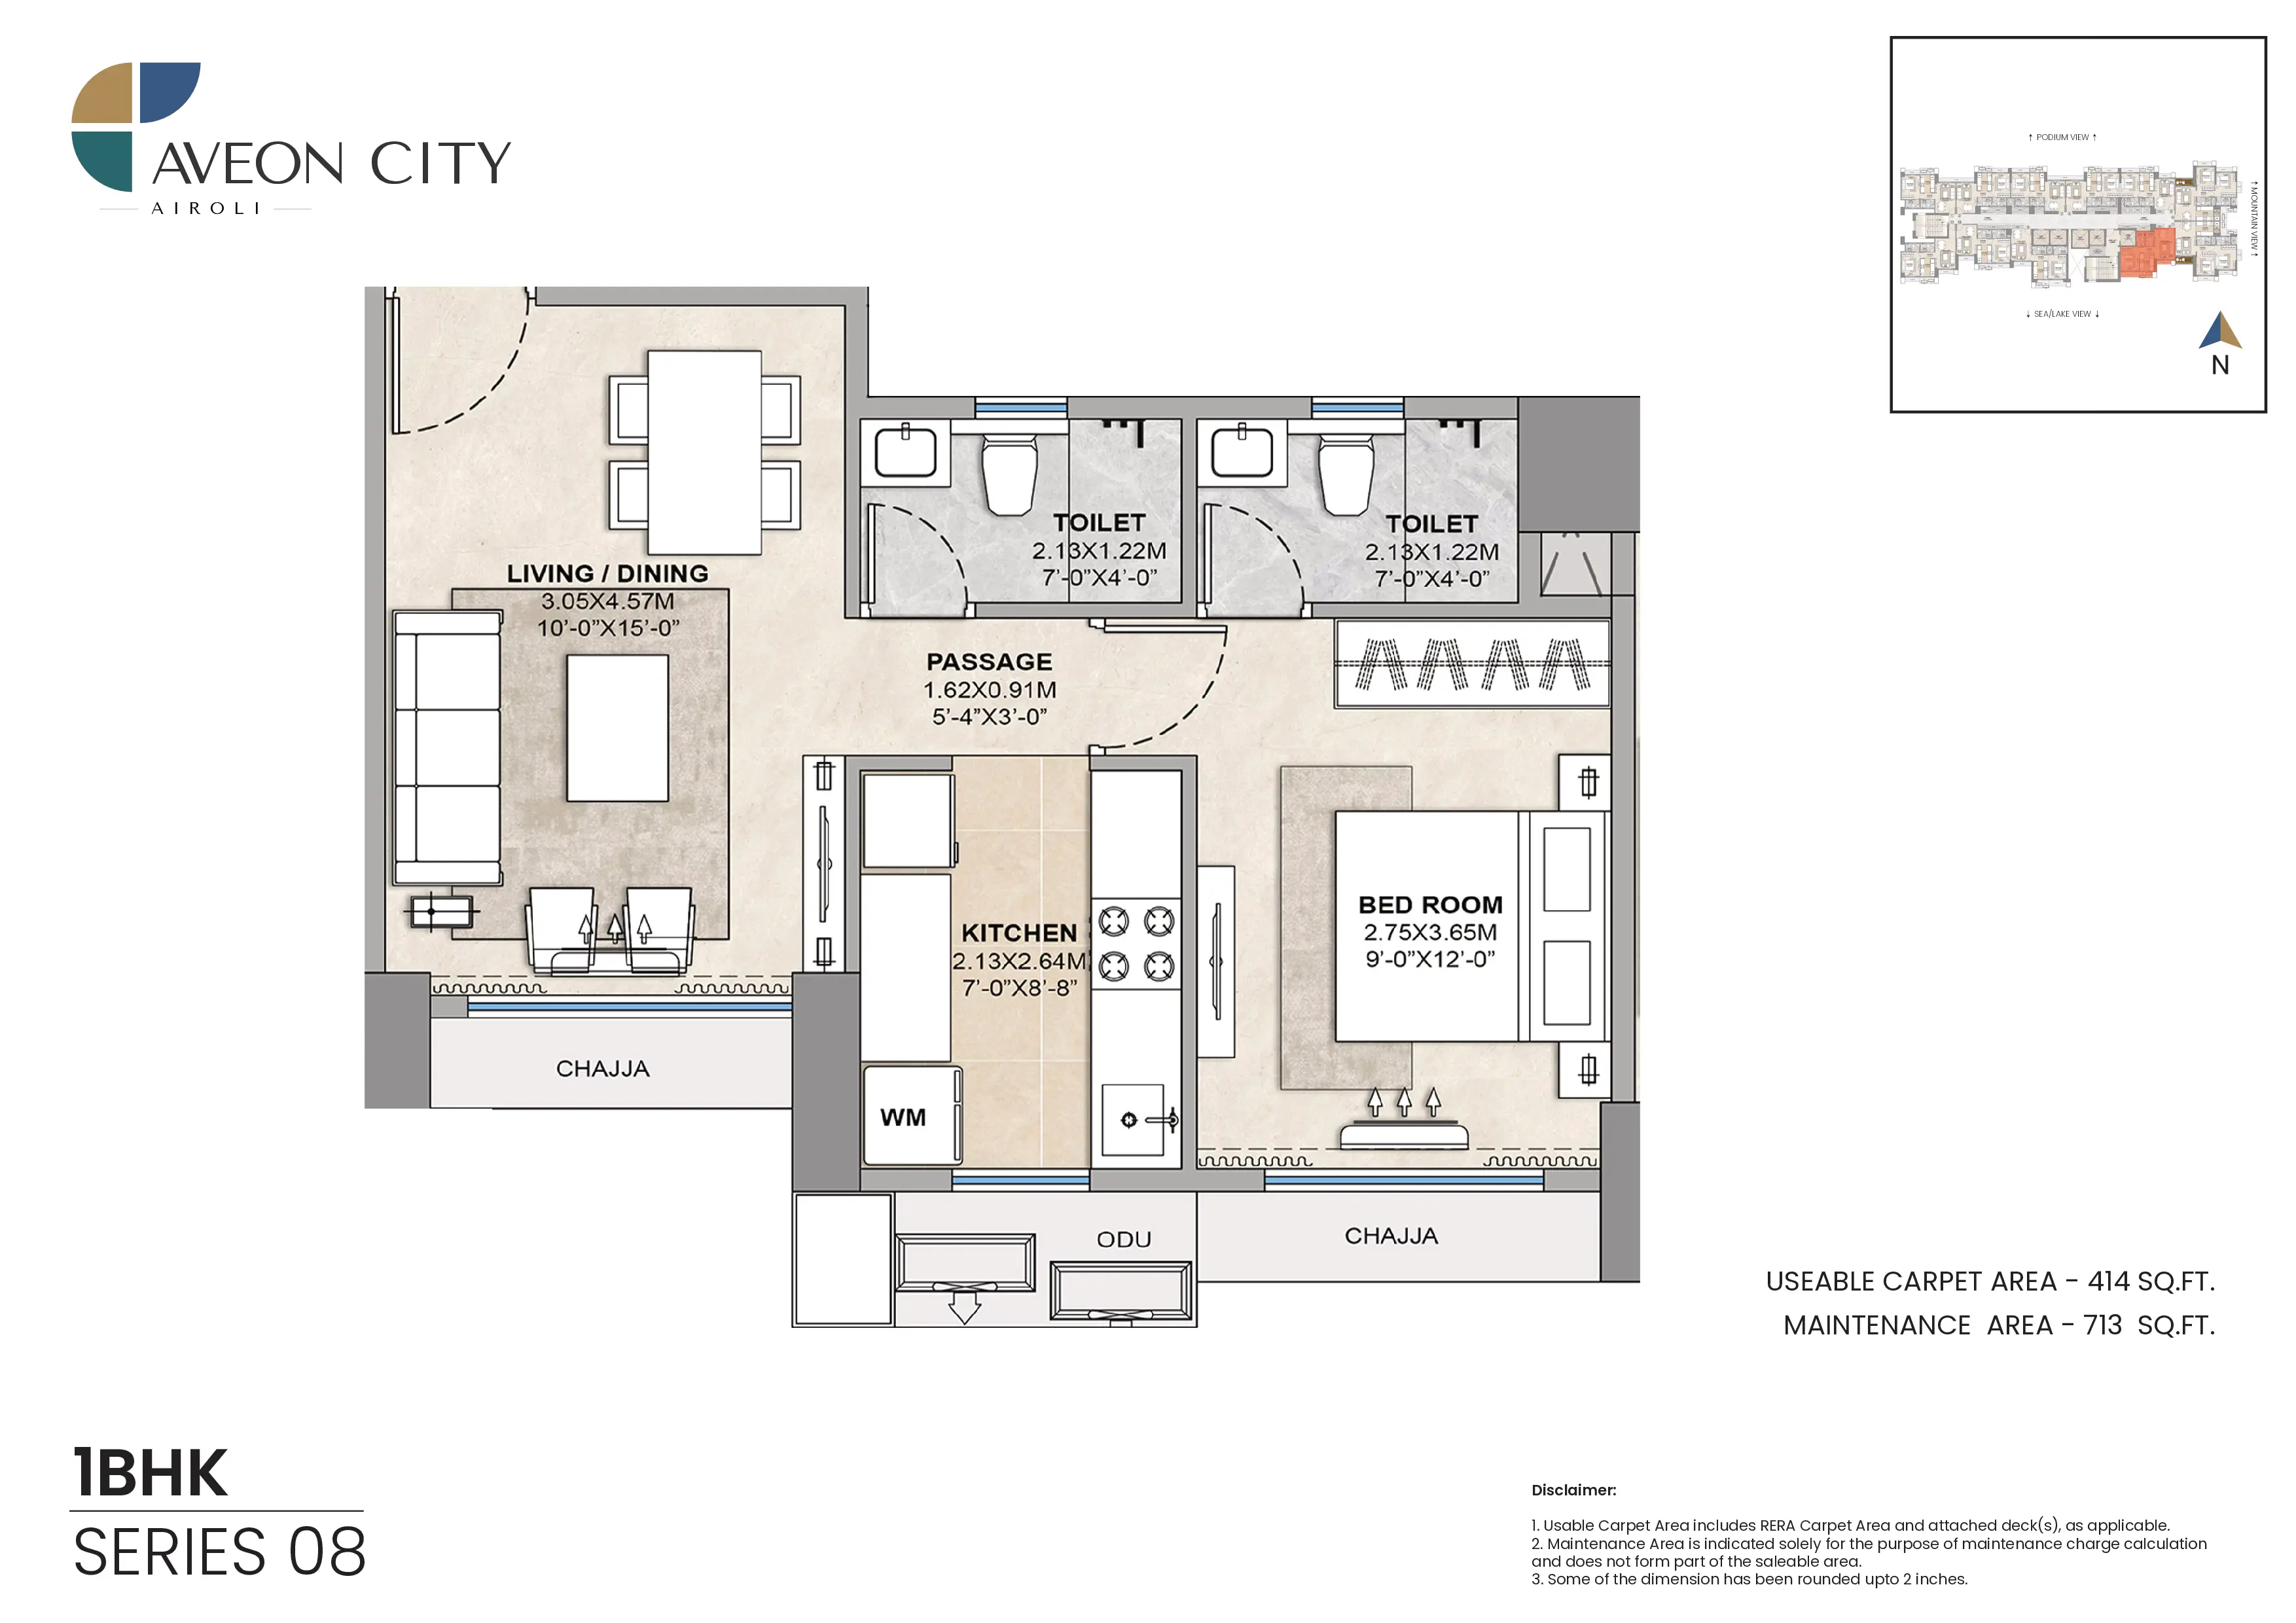 AVEON CITY
AIROLI
↑ PODIUM VIEW ↑
↑ MOUNTAIN VIEW ↑
↓ SEA/LAKE VIEW ↓
N
TOILET
2.13X1.22M
7'-0"X4'-0"
TOILET
2.13X1.22M
7'-0"X4'-0"
LIVING / DINING
3.05X4.57M
10'-0"X15'-0"
PASSAGE
1.62X0.91M
5'-4"X3'-0"
KITCHEN
2.13X2.64M
7'-0"X8'-8"
BED ROOM
2.75X3.65M
9'-0"X12'-0"
CHAJJA
WM
ODU
CHAJJA
USEABLE CARPET AREA - 414 SQ.FT.
MAINTENANCE AREA - 713 SQ.FT.
1BHK
SERIES 08
Disclaimer:
1. Usable Carpet Area includes RERA Carpet Area and attached deck(s), as applicable.
2. Maintenance Area is indicated solely for the purpose of maintenance charge calculation
and does not form part of the saleable area.
3. Some of the dimension has been rounded upto 2 inches.